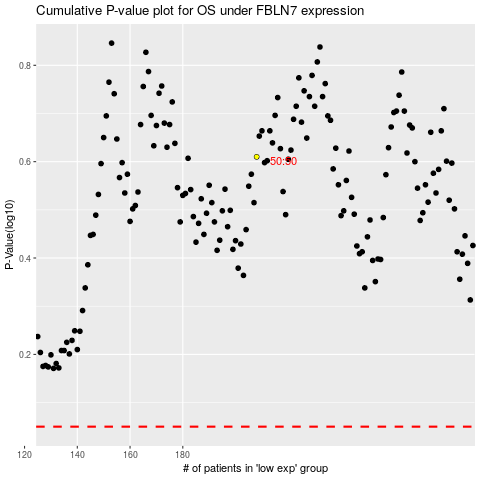 Cumulative P-value plot for OS under FBLN7 expression
P-Value(log10)
0.8
0.6
0.4
0.2
50:50
120 140 160 180
# of patients in 'low exp' group